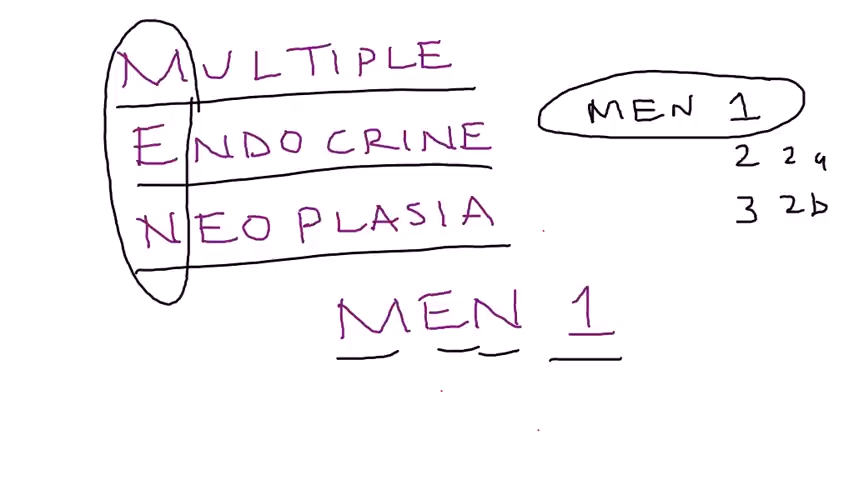 MULTIPLE
ENDOCRINE
NEOPLASIA
MEN 1
2 2a
3 2b
MEN 1